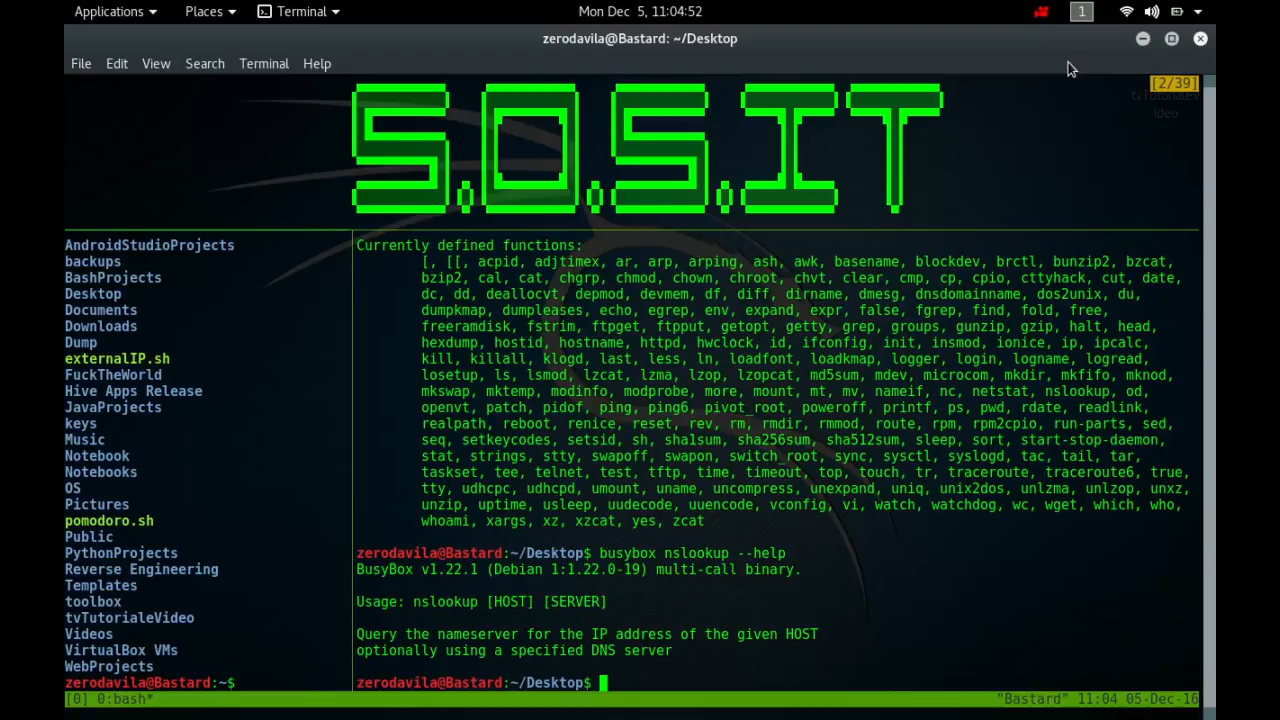 Applications Places Terminal Mon Dec 5, 11:04:52 1
zerodavila@Bastard: ~/Desktop
File Edit View Search Terminal Help
[2/39]
tvTutorialeV
ideo
S.O.S.IT
AndroidStudioProjects
backups
BashProjects
Desktop
Documents
Downloads
Dump
externalIP.sh
FuckTheWorld
Hive Apps Release
JavaProjects
keys
Music
Notebook
Notebooks
OS
Pictures
pomodoro.sh
Public
PythonProjects
Reverse Engineering
Templates
toolbox
tvTutorialeVideo
Videos
VirtualBox VMs
WebProjects
zerodavila@Bastard:~$
Currently defined functions:
[, [[, acpid, adjtimex, ar, arp, arping, ash, awk, basename, blockdev, brctl, bunzip2, bzcat,
bzip2, cal, cat, chgrp, chmod, chown, chroot, chvt, clear, cmp, cp, cpio, cttyhack, cut, date,
dc, dd, deallocvt, depmod, devmem, df, diff, dirname, dmesg, dnsdomainname, dos2unix, du,
dumpkmap, dumpleases, echo, egrep, env, expand, expr, false, fgrep, find, fold, free,
freeramdisk, fstrim, ftpget, ftpput, getopt, getty, grep, groups, gunzip, gzip, halt, head,
hexdump, hostid, hostname, httpd, hwclock, id, ifconfig, init, insmod, ionice, ip, ipcalc,
kill, killall, klogd, last, less, ln, loadfont, loadkmap, logger, login, logname, logread,
losetup, ls, lsmod, lzcat, lzma, lzop, lzopcat, md5sum, mdev, microcom, mkdir, mkfifo, mknod,
mkswap, mktemp, modinfo, modprobe, more, mount, mt, mv, nameif, nc, netstat, nslookup, od,
openvt, patch, pidof, ping, ping6, pivot_root, poweroff, printf, ps, pwd, rdate, readlink,
realpath, reboot, renice, reset, rev, rm, rmdir, rmmod, route, rpm, rpm2cpio, run-parts, sed,
seq, setkeycodes, setsid, sh, sha1sum, sha256sum, sha512sum, sleep, sort, start-stop-daemon,
stat, strings, stty, swapoff, swapon, switch_root, sync, sysctl, syslogd, tac, tail, tar,
taskset, tee, telnet, test, tftp, time, timeout, top, touch, tr, traceroute, traceroute6, true,
tty, udhcpc, udhcpd, umount, uname, uncompress, unexpand, uniq, unix2dos, unlzma, unlzop, unxz,
unzip, uptime, usleep, uudecode, uuencode, vconfig, vi, watch, watchdog, wc, wget, which, who,
whoami, xargs, xz, xzcat, yes, zcat
zerodavila@Bastard:~/Desktop$ busybox nslookup --help
BusyBox v1.22.1 (Debian 1:1.22.0-19) multi-call binary.
Usage: nslookup [HOST] [SERVER]
Query the nameserver for the IP address of the given HOST
optionally using a specified DNS server
zerodavila@Bastard:~/Desktop$
[0] 0:bash* "Bastard" 11:04 05-Dec-16